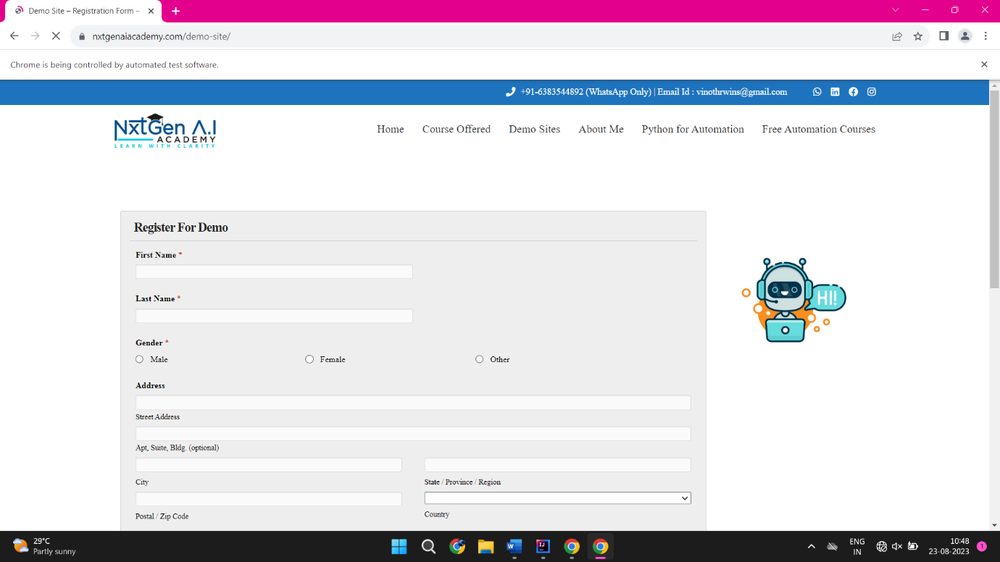 Demo Site – Registration Form –
nxtgenaiacademy.com/demo-site/
Chrome is being controlled by automated test software.
+91-6383544892 (WhatsApp Only) | Email Id : vinothrwins@gmail.com
NxtGen A.I
ACADEMY
LEARN WITH CLARITY
Home Course Offered Demo Sites About Me Python for Automation Free Automation Courses
Register For Demo
First Name *
Last Name *
Gender *
Male Female Other
Address
Street Address
Apt, Suite, Bldg. (optional)
City State / Province / Region
Postal / Zip Code Country
HI!
29°C
Partly sunny
ENG
IN
10:48
23-08-2023
1